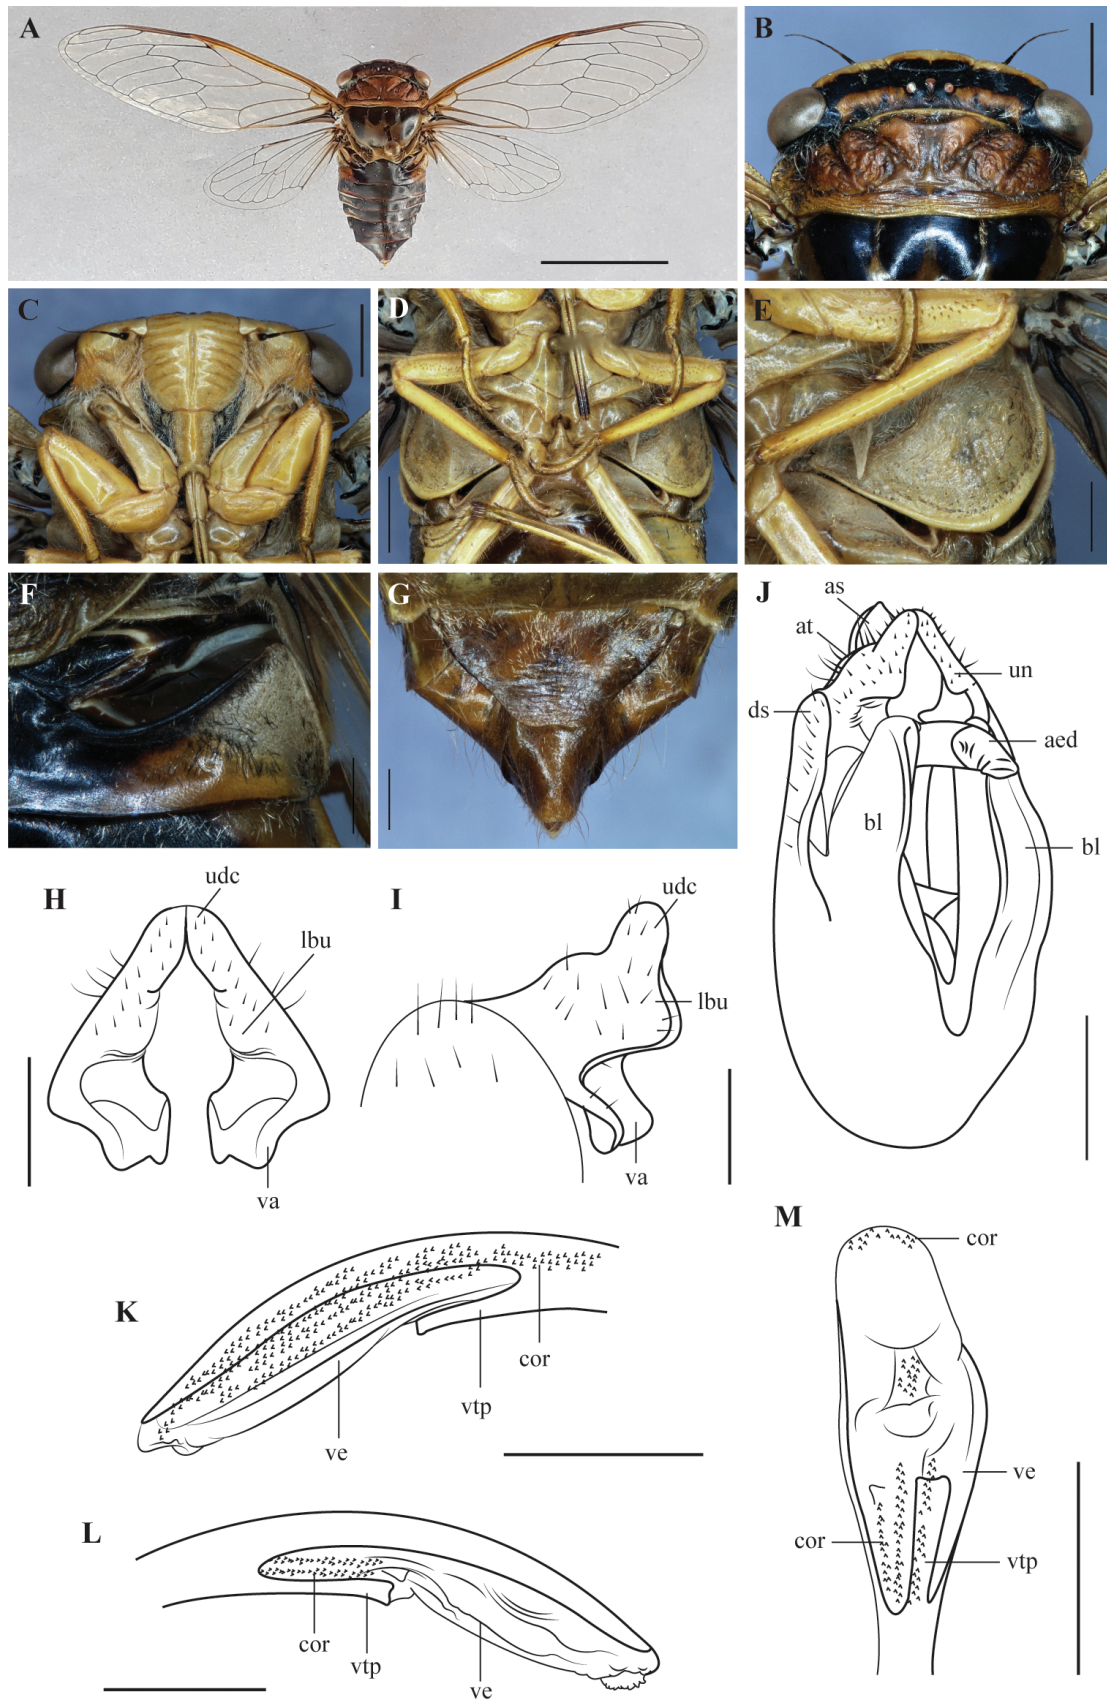 A
B
C
D
E
F
G
J
as
at
un
ds
aed
bl
bl
H
udc
lbu
va
I
udc
lbu
va
K
cor
vtp
ve
M
cor
ve
cor
vtp
L
cor
vtp
ve